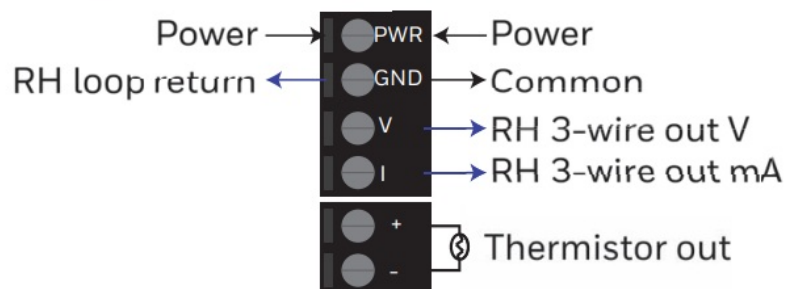 Power PWR Power
RH loop return GND Common
V RH 3-wire out V
I RH 3-wire out mA
+
Thermistor out
-